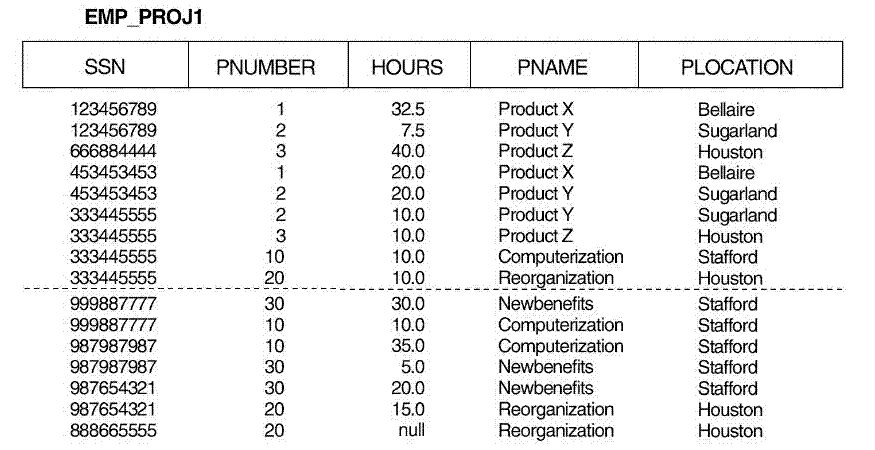 EMP_PROJ1
SSN PNUMBER HOURS PNAME PLOCATION
123456789 1 32.5 Product X Bellaire
123456789 2 7.5 Product Y Sugarland
666884444 3 40.0 Product Z Houston
453453453 1 20.0 Product X Bellaire
453453453 2 20.0 Product Y Sugarland
333445555 2 10.0 Product Y Sugarland
333445555 3 10.0 Product Z Houston
333445555 10 10.0 Computerization Stafford
333445555 20 10.0 Reorganization Houston
999887777 30 30.0 Newbenefits Stafford
999887777 10 10.0 Computerization Stafford
987987987 10 35.0 Computerization Stafford
987987987 30 5.0 Newbenefits Stafford
987654321 30 20.0 Newbenefits Stafford
987654321 20 15.0 Reorganization Houston
888665555 20 null Reorganization Houston